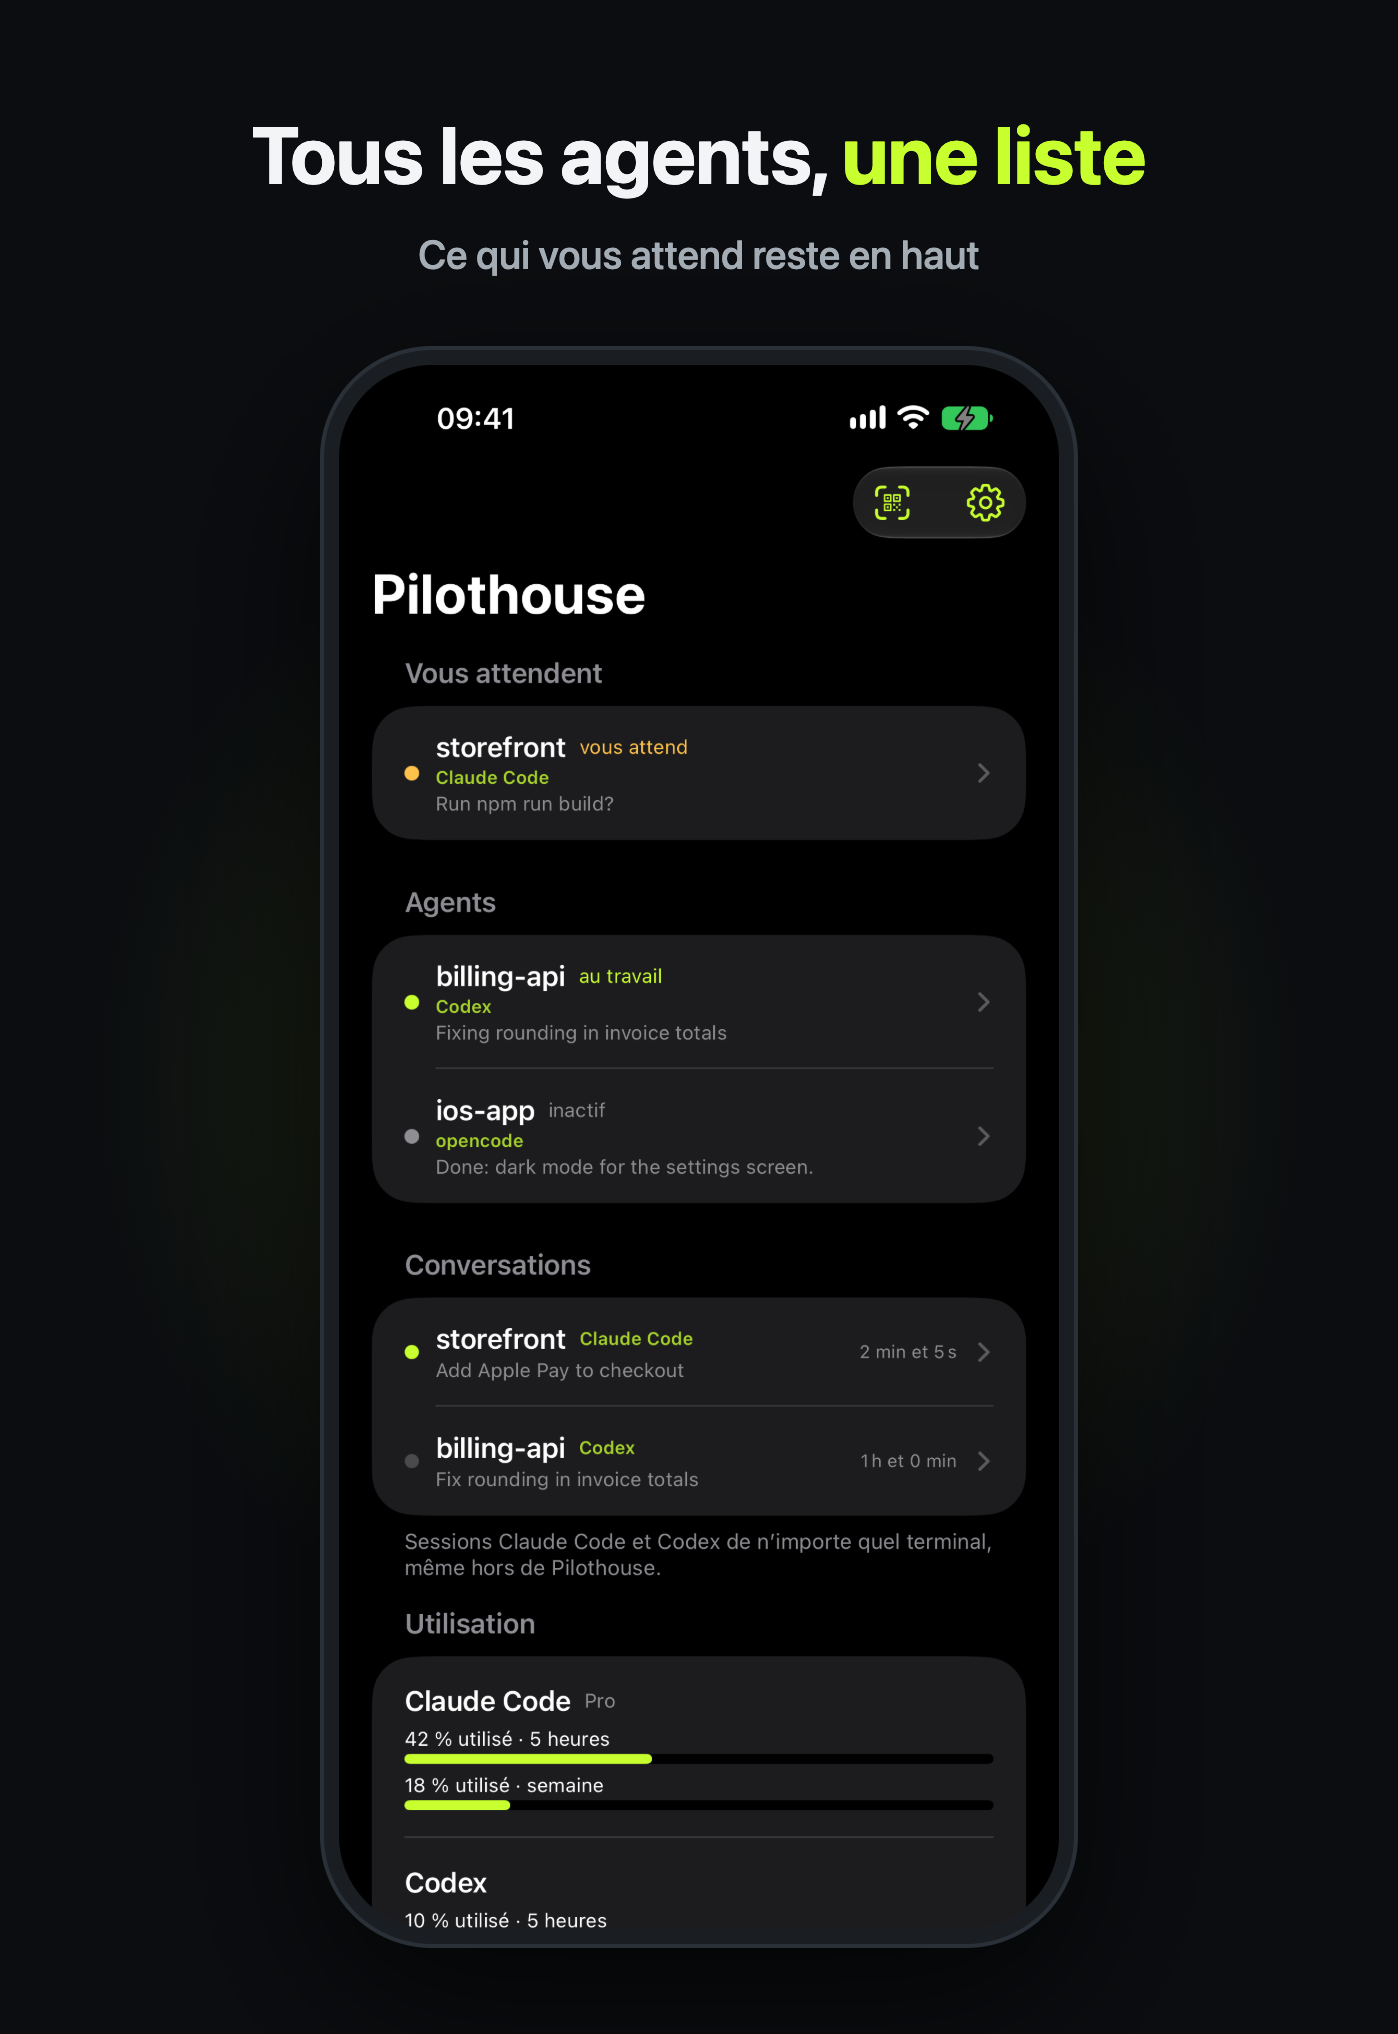 Tous les agents, une liste
Ce qui vous attend reste en haut
09:41
Pilothouse
Vous attendent
storefront vous attend
Claude Code
Run npm run build?
Agents
billing-api au travail
Codex
Fixing rounding in invoice totals
ios-app inactif
opencode
Done: dark mode for the settings screen.
Conversations
storefront Claude Code
Add Apple Pay to checkout
2 min et 5 s
billing-api Codex
Fix rounding in invoice totals
1 h et 0 min
Sessions Claude Code et Codex de n’importe quel terminal,
même hors de Pilothouse.
Utilisation
Claude Code Pro
42 % utilisé · 5 heures
18 % utilisé · semaine
Codex
10 % utilisé · 5 heures